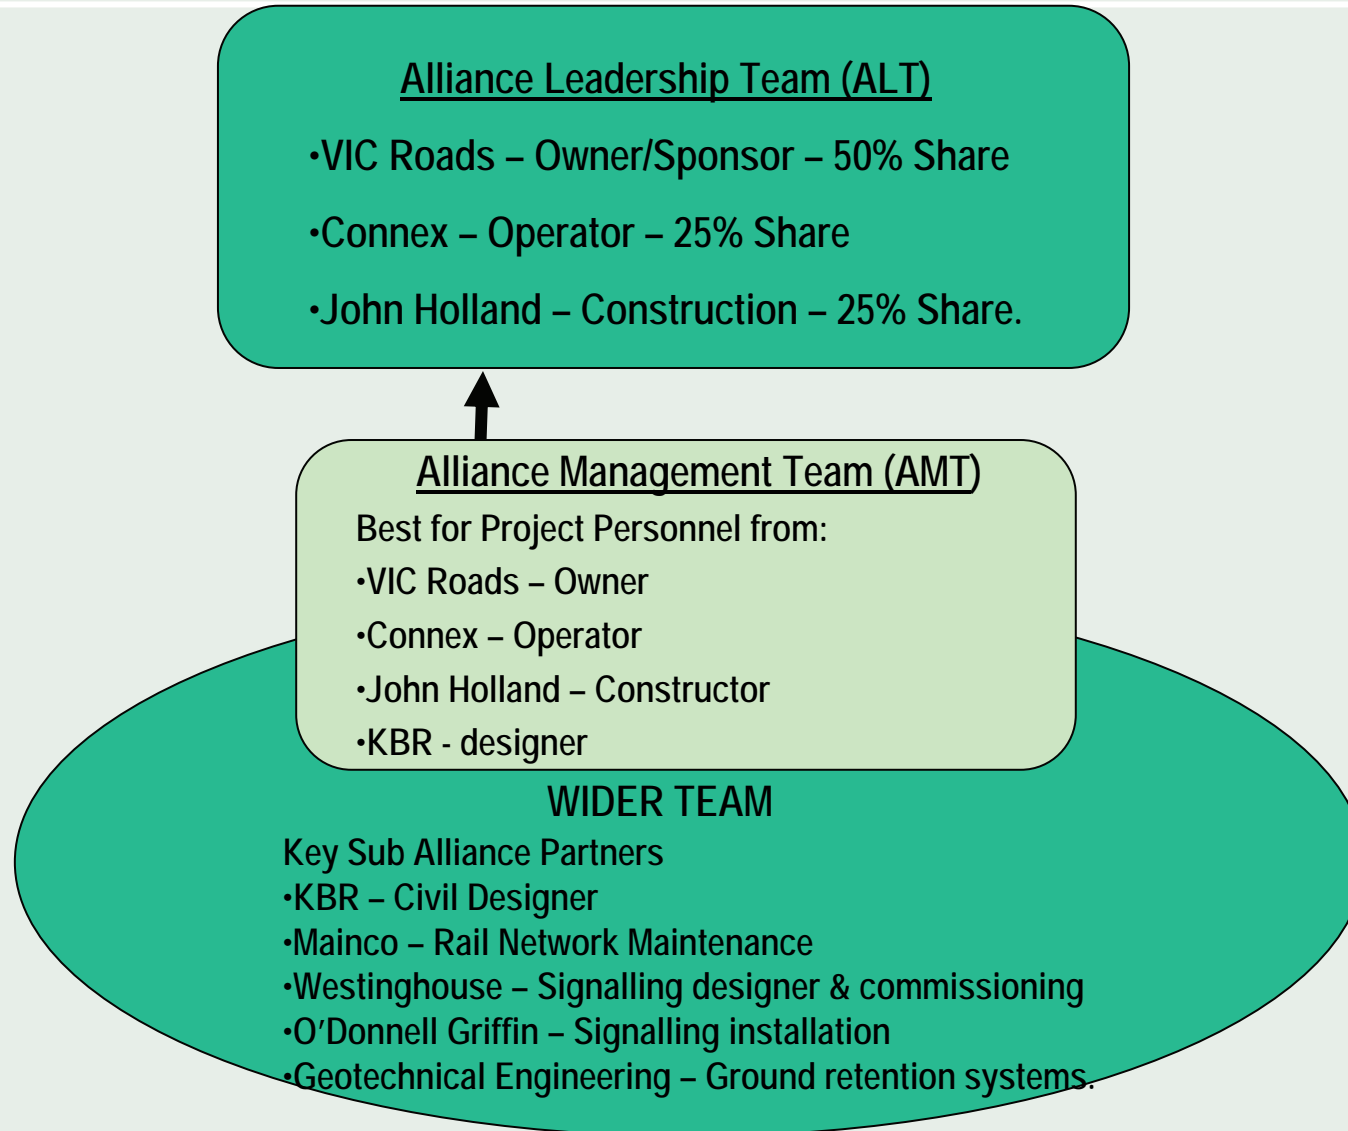 Alliance Leadership Team (ALT)
•VIC Roads – Owner/Sponsor – 50% Share
•Connex – Operator – 25% Share
•John Holland – Construction – 25% Share.
Alliance Management Team (AMT)
Best for Project Personnel from:
•VIC Roads – Owner
•Connex – Operator
•John Holland – Constructor
•KBR - designer
WIDER TEAM
Key Sub Alliance Partners
•KBR – Civil Designer
•Mainco – Rail Network Maintenance
•Westinghouse – Signalling designer & commissioning
•O’Donnell Griffin – Signalling installation
•Geotechnical Engineering – Ground retention systems.